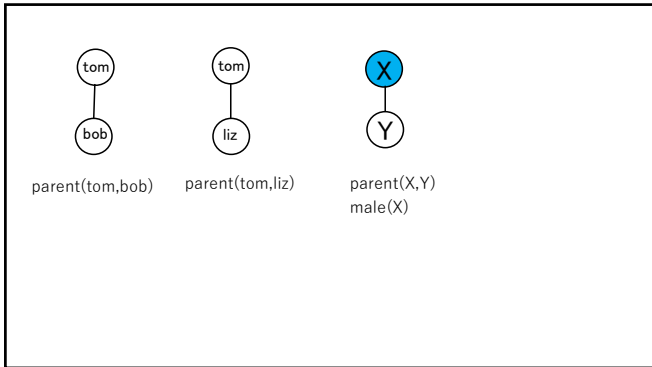 tom
bob
parent(tom,bob)
tom
liz
parent(tom,liz)
X
Y
parent(X,Y)
male(X)